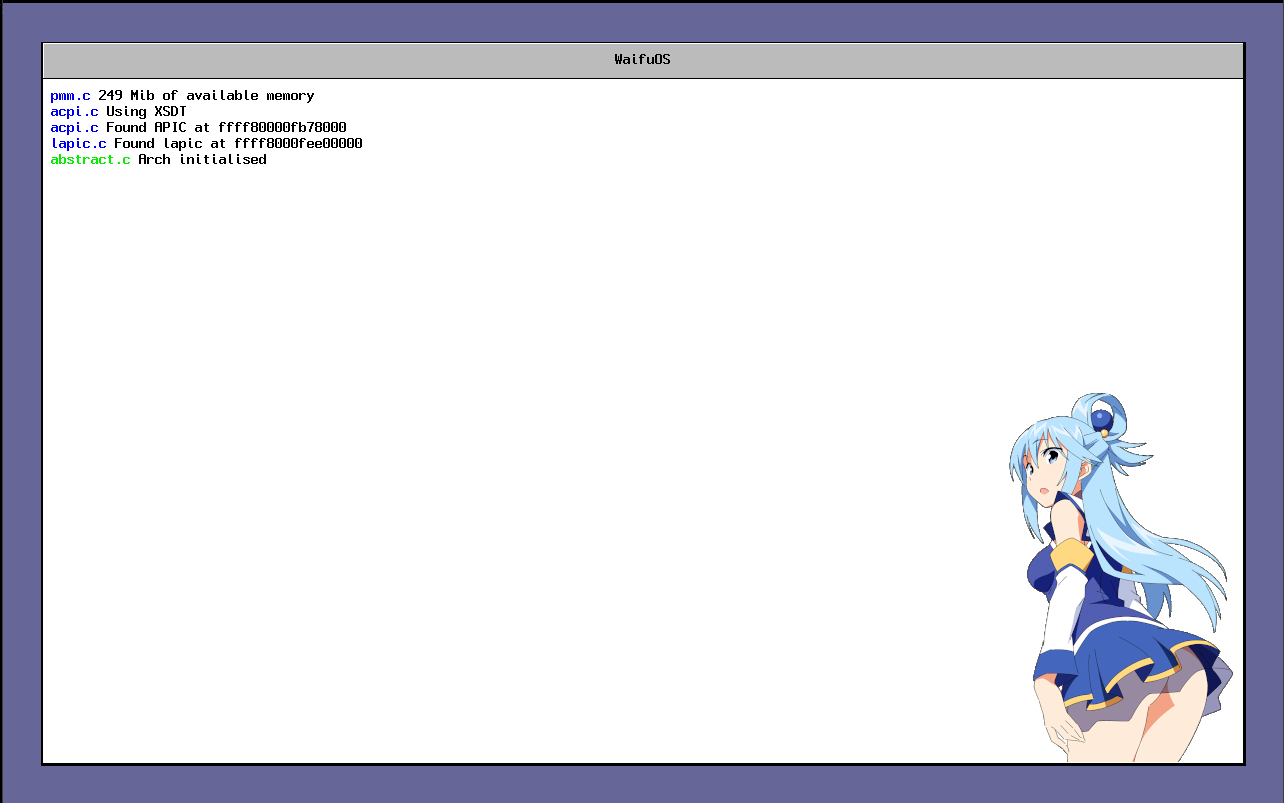 WaifuOS
pmm.c 249 Mib of available memory
acpi.c Using XSDT
acpi.c Found APIC at ffff80000fb78000
lapic.c Found lapic at ffff8000fee00000
abstract.c Arch initialised